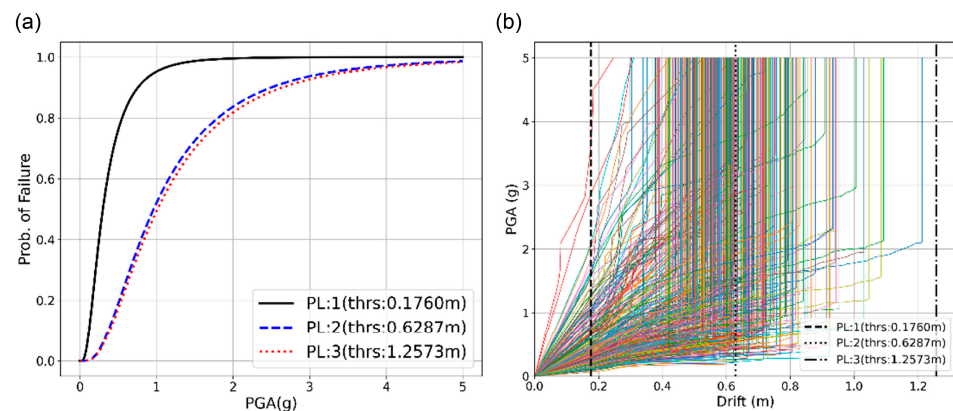 (a)
Prob. of Failure
1.0
0.8
0.6
0.4
0.2
0.0
0
1
2
3
4
5
PGA(g)
PL:1(thrs:0.1760m)
PL:2(thrs:0.6287m)
PL:3(thrs:1.2573m)
(b)
PGA (g)
5
4
3
2
1
0
0.0
0.2
0.4
0.6
0.8
1.0
1.2
Drift (m)
PL:1(thrs:0.1760m)
PL:2(thrs:0.6287m)
PL:3(thrs:1.2573m)